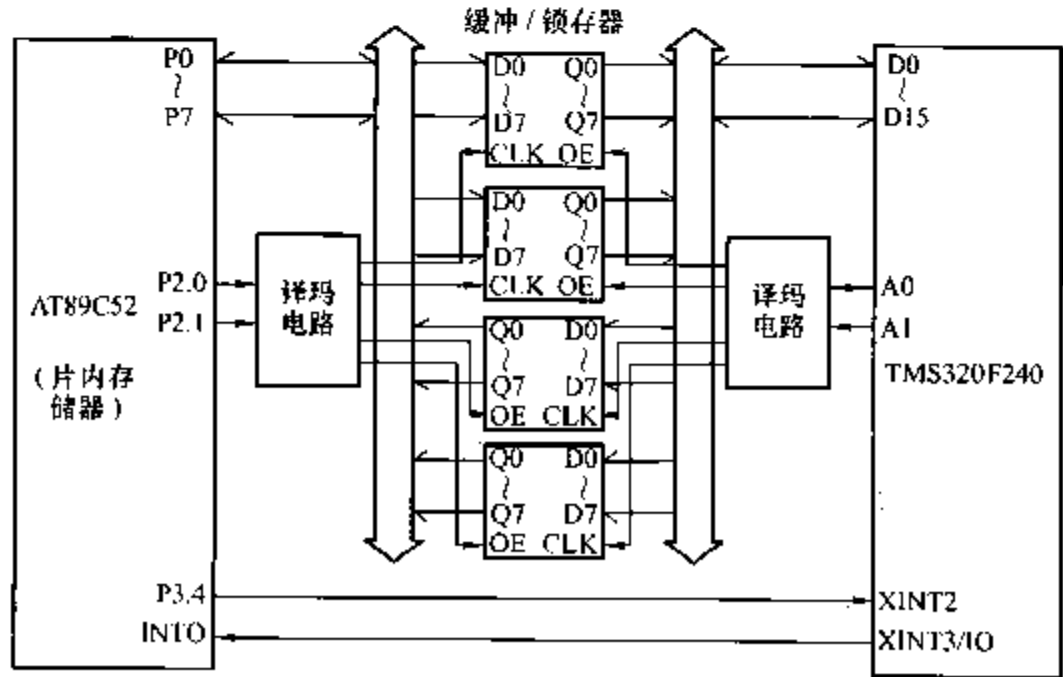 缓冲 / 锁存器
P0
~
P7
AT89C52
(片内存
储器)
P2.0
P2.1
P3.4
INTO
译玛
电路
D0 Q0
~ ~
D7 Q7
CLK OE
D0 Q0
~ ~
D7 Q7
CLK OE
Q0 D0
~ ~
Q7 D7
OE CLK
Q0 D0
~ ~
Q7 D7
OE CLK
译玛
电路
D0
~
D15
A0
A1
TMS320F240
XINT2
XINT3/IO